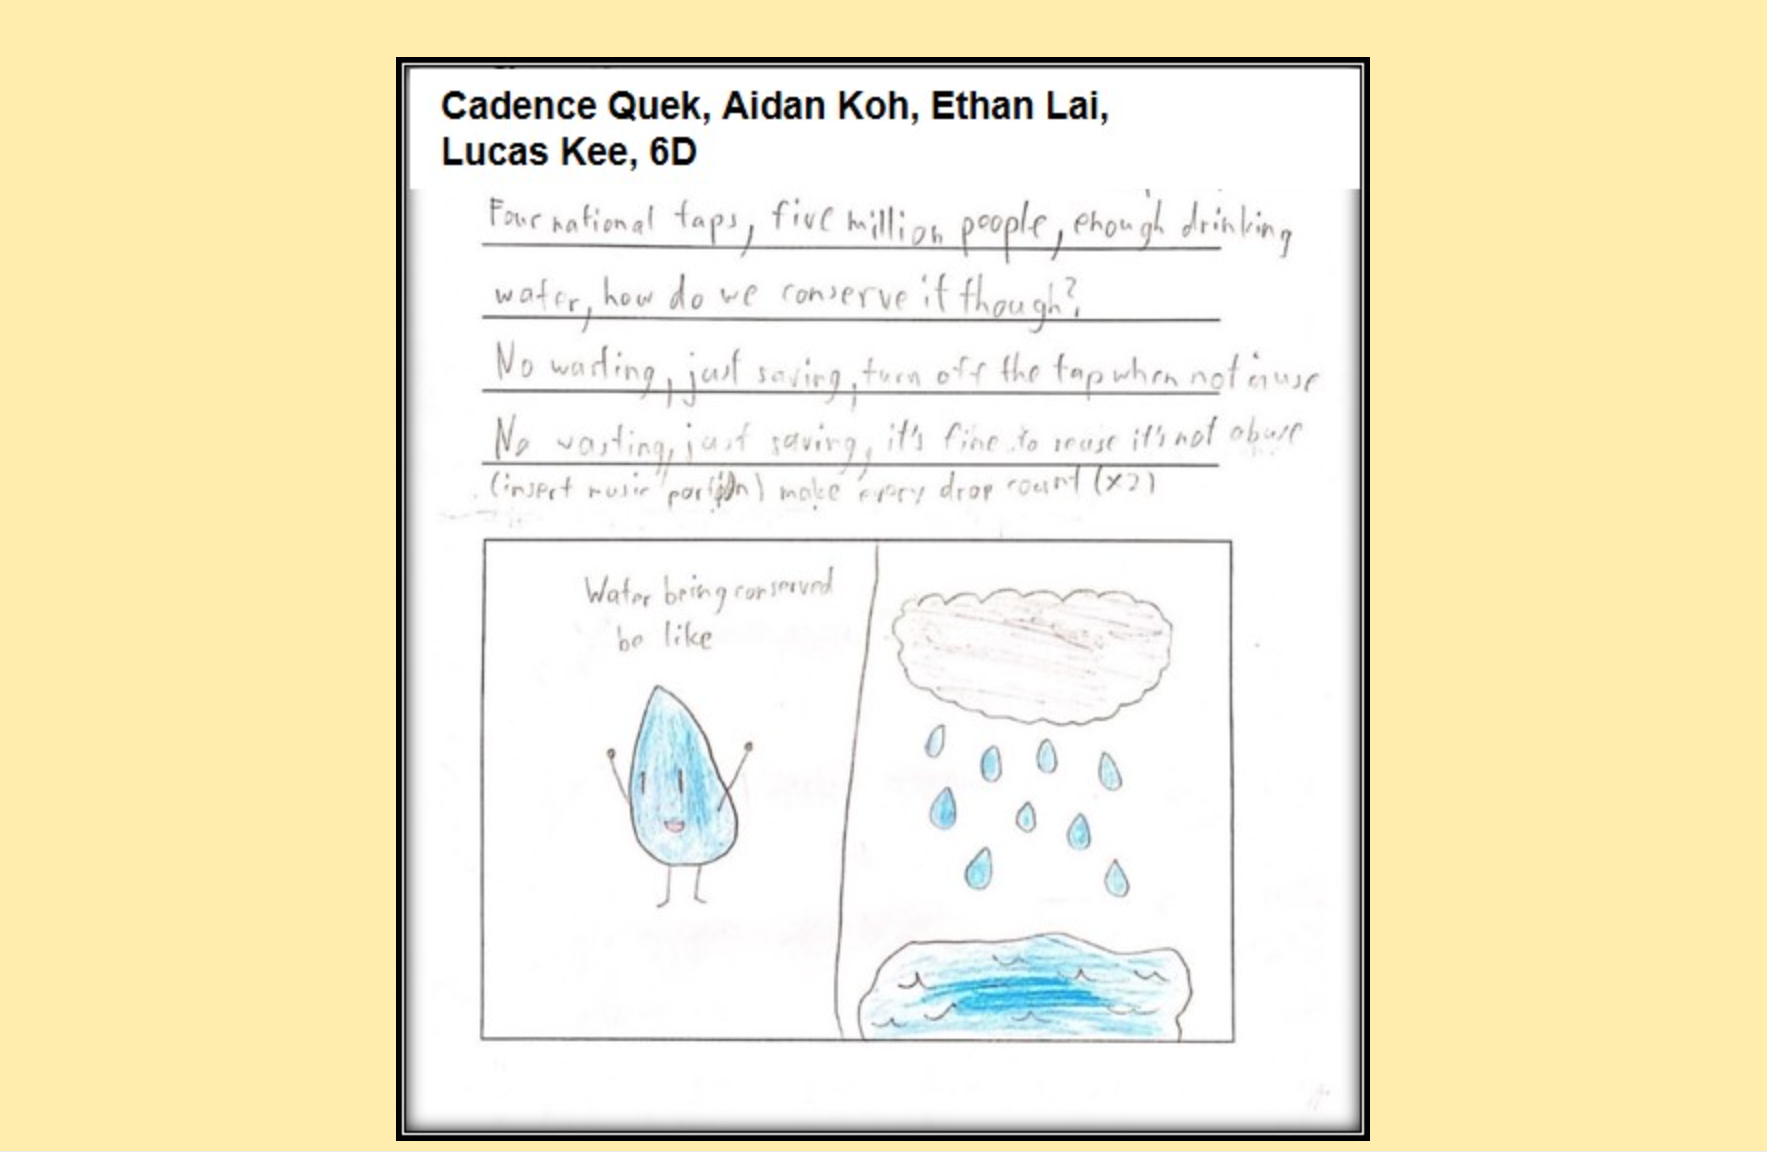 Cadence Quek, Aidan Koh, Ethan Lai,
Lucas Kee, 6D
Four national taps, five million people, enough drinking
water, how do we conserve it though?
No wasting, just saving, turn off the tap when not in use
No wasting, just saving, it's fine to reuse it's not abuse
(insert music portion) make every drop count (x2)
Water being conserved
be like